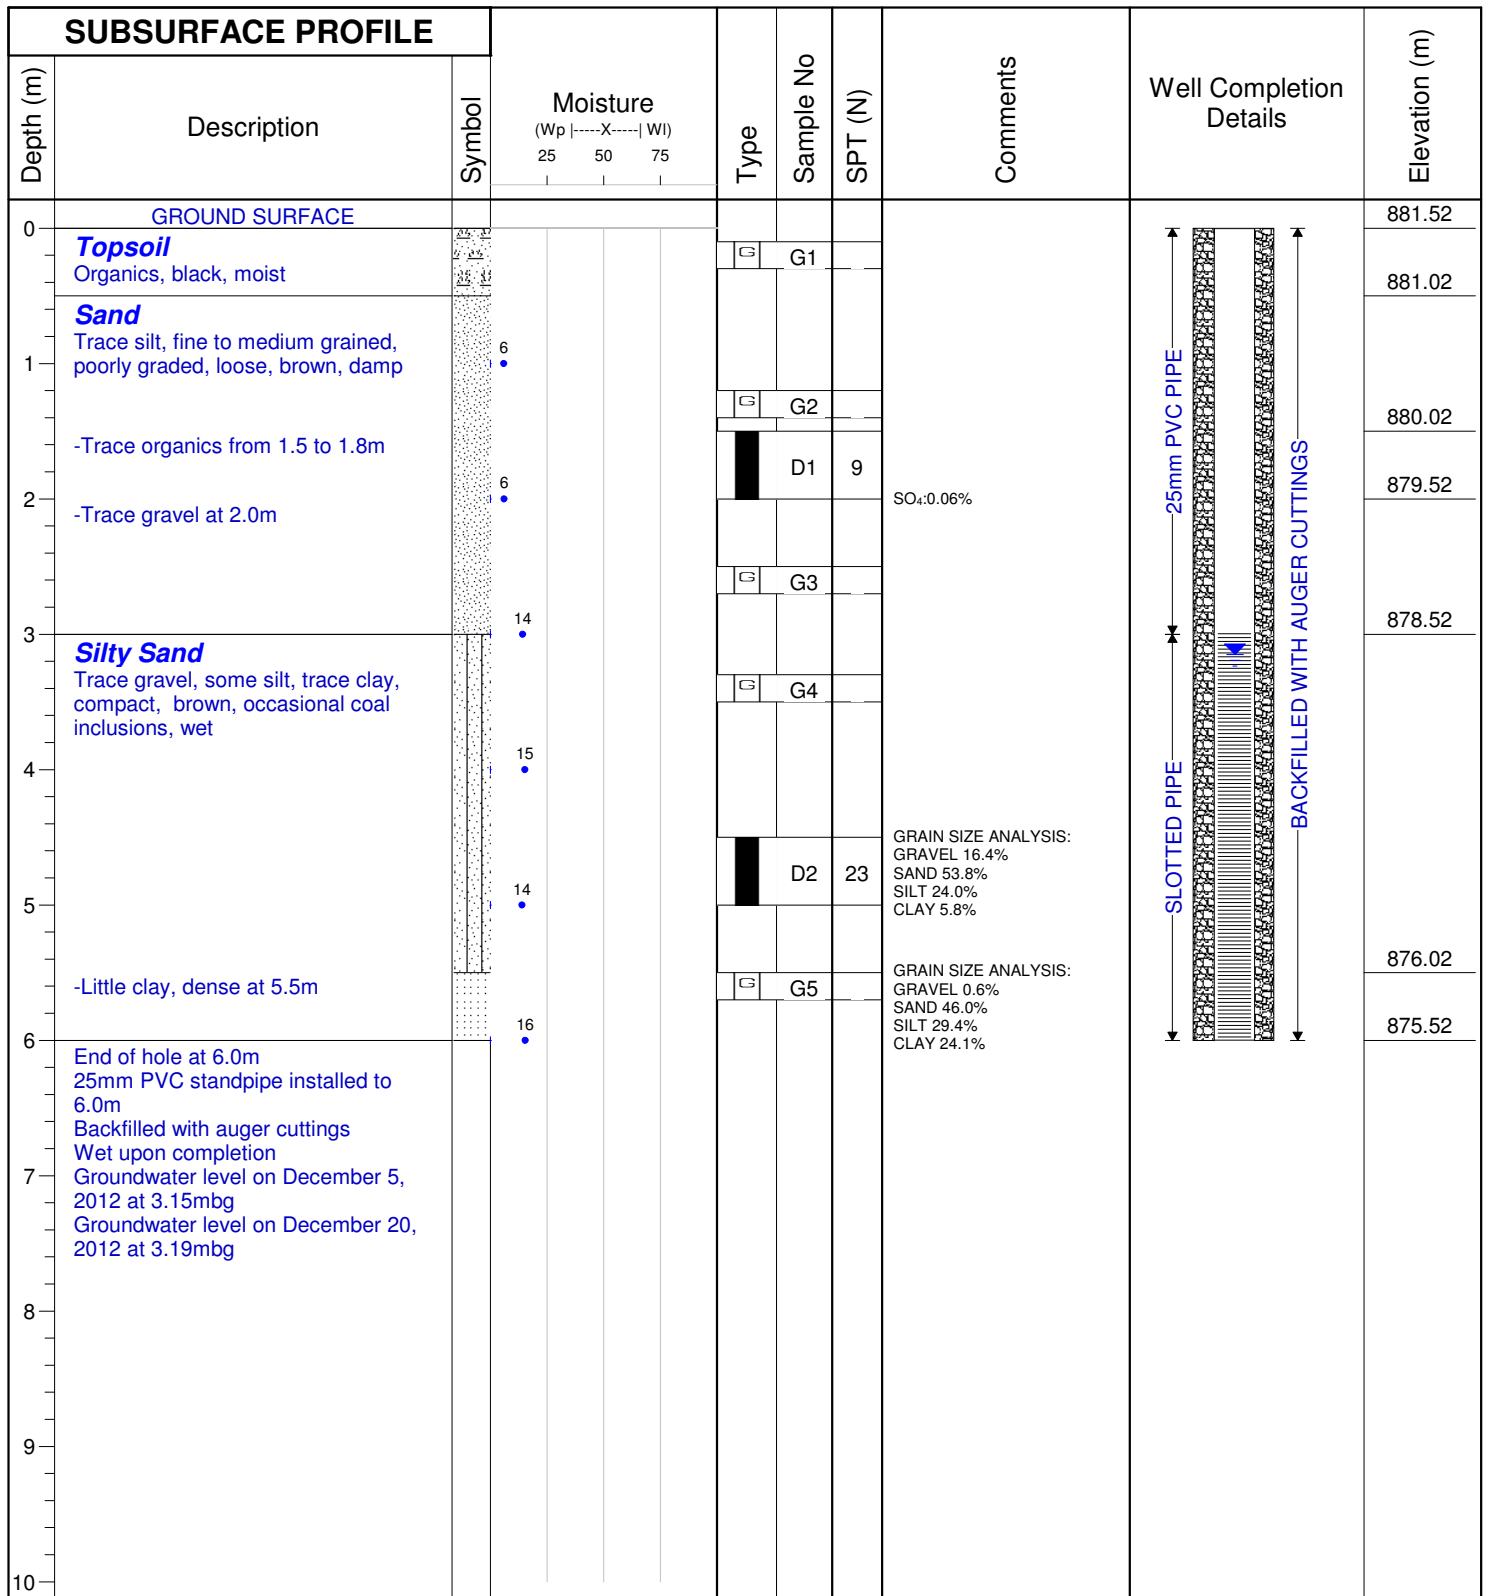 SUBSURFACE PROFILE
Depth (m)
Description
Symbol
Moisture
(Wp |-----X-----| Wl)
25 50 75
Type
Sample No
SPT (N)
Comments
Well Completion
Details
Elevation (m)
GROUND SURFACE
881.52
0
Topsoil
Organics, black, moist
G G1
881.02
Sand
Trace silt, fine to medium grained,
poorly graded, loose, brown, damp
6
1
G G2
880.02
-Trace organics from 1.5 to 1.8m
D1 9
6
2
SO₄:0.06%
879.52
-Trace gravel at 2.0m
G G3
14
878.52
3
Silty Sand
Trace gravel, some silt, trace clay,
compact, brown, occasional coal
inclusions, wet
G G4
15
4
GRAIN SIZE ANALYSIS:
GRAVEL 16.4%
SAND 53.8%
SILT 24.0%
CLAY 5.8%
D2 23
14
5
876.02
-Little clay, dense at 5.5m
G G5
GRAIN SIZE ANALYSIS:
GRAVEL 0.6%
SAND 46.0%
SILT 29.4%
CLAY 24.1%
16
875.52
6
25mm PVC PIPE
SLOTTED PIPE
BACKFILLED WITH AUGER CUTTINGS
End of hole at 6.0m
25mm PVC standpipe installed to
6.0m
Backfilled with auger cuttings
Wet upon completion
Groundwater level on December 5,
2012 at 3.15mbg
Groundwater level on December 20,
2012 at 3.19mbg
7
8
9
10